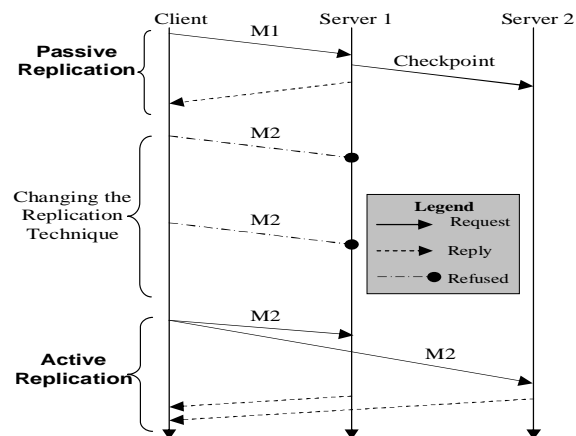 Client
Server 1
Server 2
Passive
Replication
M1
Checkpoint
M2
Changing the
Replication
Technique
M2
Legend
Request
Reply
Refused
M2
M2
Active
Replication